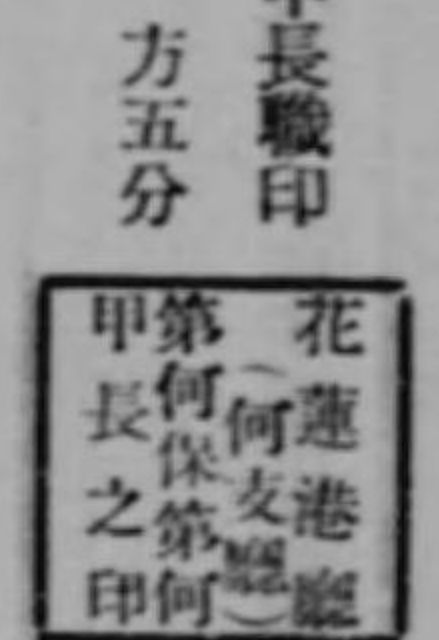 長職印
方五分
花蓮港廳
(何支廳)
第何保第何
甲長之印